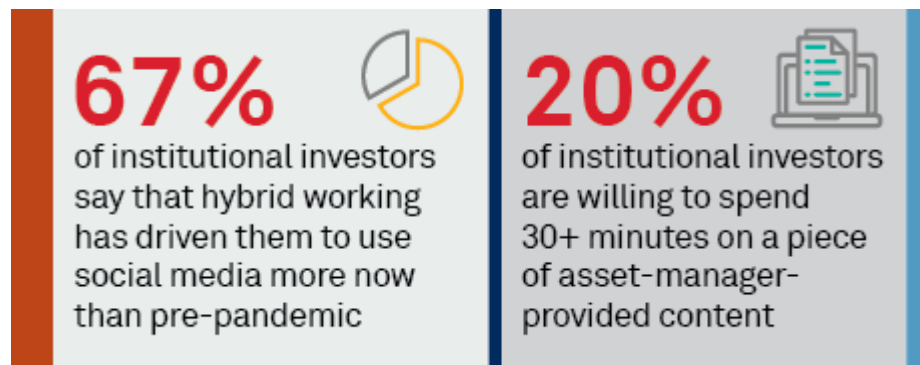 67%
of institutional investors
say that hybrid working
has driven them to use
social media more now
than pre-pandemic
20%
of institutional investors
are willing to spend
30+ minutes on a piece
of asset-manager-
provided content